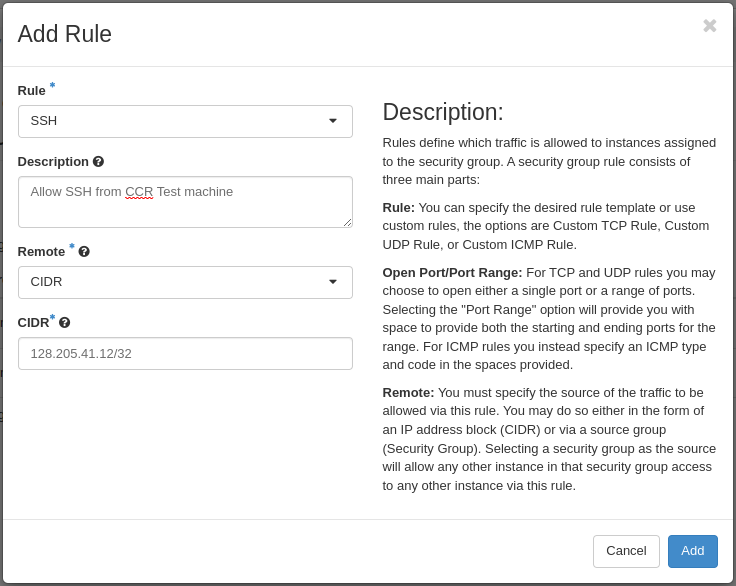 Add Rule
Rule *
SSH
Description
Allow SSH from CCR Test machine
Remote *
CIDR
CIDR*
128.205.41.12/32
Description:
Rules define which traffic is allowed to instances assigned
to the security group. A security group rule consists of
three main parts:
Rule: You can specify the desired rule template or use
custom rules, the options are Custom TCP Rule, Custom
UDP Rule, or Custom ICMP Rule.
Open Port/Port Range: For TCP and UDP rules you may
choose to open either a single port or a range of ports.
Selecting the "Port Range" option will provide you with
space to provide both the starting and ending ports for the
range. For ICMP rules you instead specify an ICMP type
and code in the spaces provided.
Remote: You must specify the source of the traffic to be
allowed via this rule. You may do so either in the form of
an IP address block (CIDR) or via a source group
(Security Group). Selecting a security group as the source
will allow any other instance in that security group access
to any other instance via this rule.
Cancel
Add